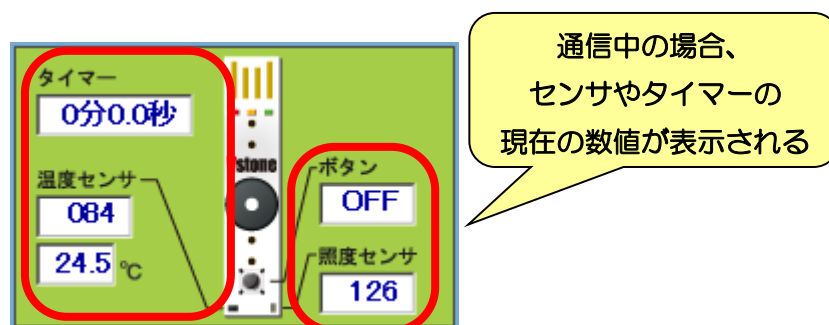 タイマー
0分0.0秒
温度センサ
084
24.5 ℃
Vstone
ボタン
OFF
照度センサ
126
通信中の場合、
センサやタイマーの
現在の数値が表示される